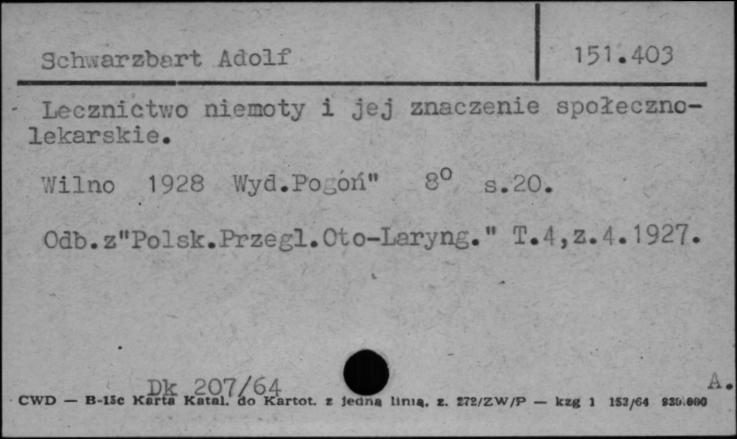 Schwarzbart Adolf 151.403
Lecznictwo niemoty i jej znaczenie społeczno-
lekarskie.
Wilno 1928 Wyd.Pogoń" 8° s.20.
Odb.z"Polsk.Przegl.Oto-Laryng." T.4,z.4.1927.
Dk 207/64 A.
CWD — B-15c Karta Katal. do Kartot. z jedną linią. z. 272/ZW/P — kzg 1 153/64